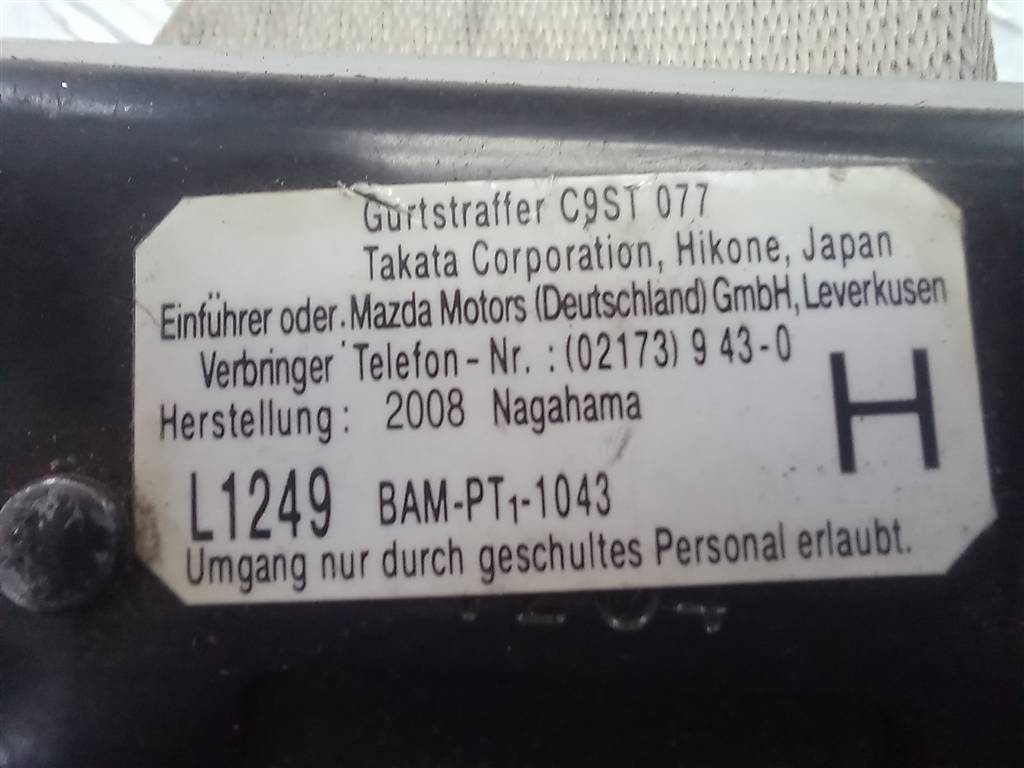 Gurtstraffer C9ST 077
Takata Corporation, Hikone, Japan
Einführer oder. Mazda Motors (Deutschland) GmbH, Leverkusen
Verbringer Telefon-Nr. : (02173) 9 43-0
Herstellung: 2008 Nagahama
H
L1249 BAM-PT1-1043
Umgang nur durch geschultes Personal erlaubt.